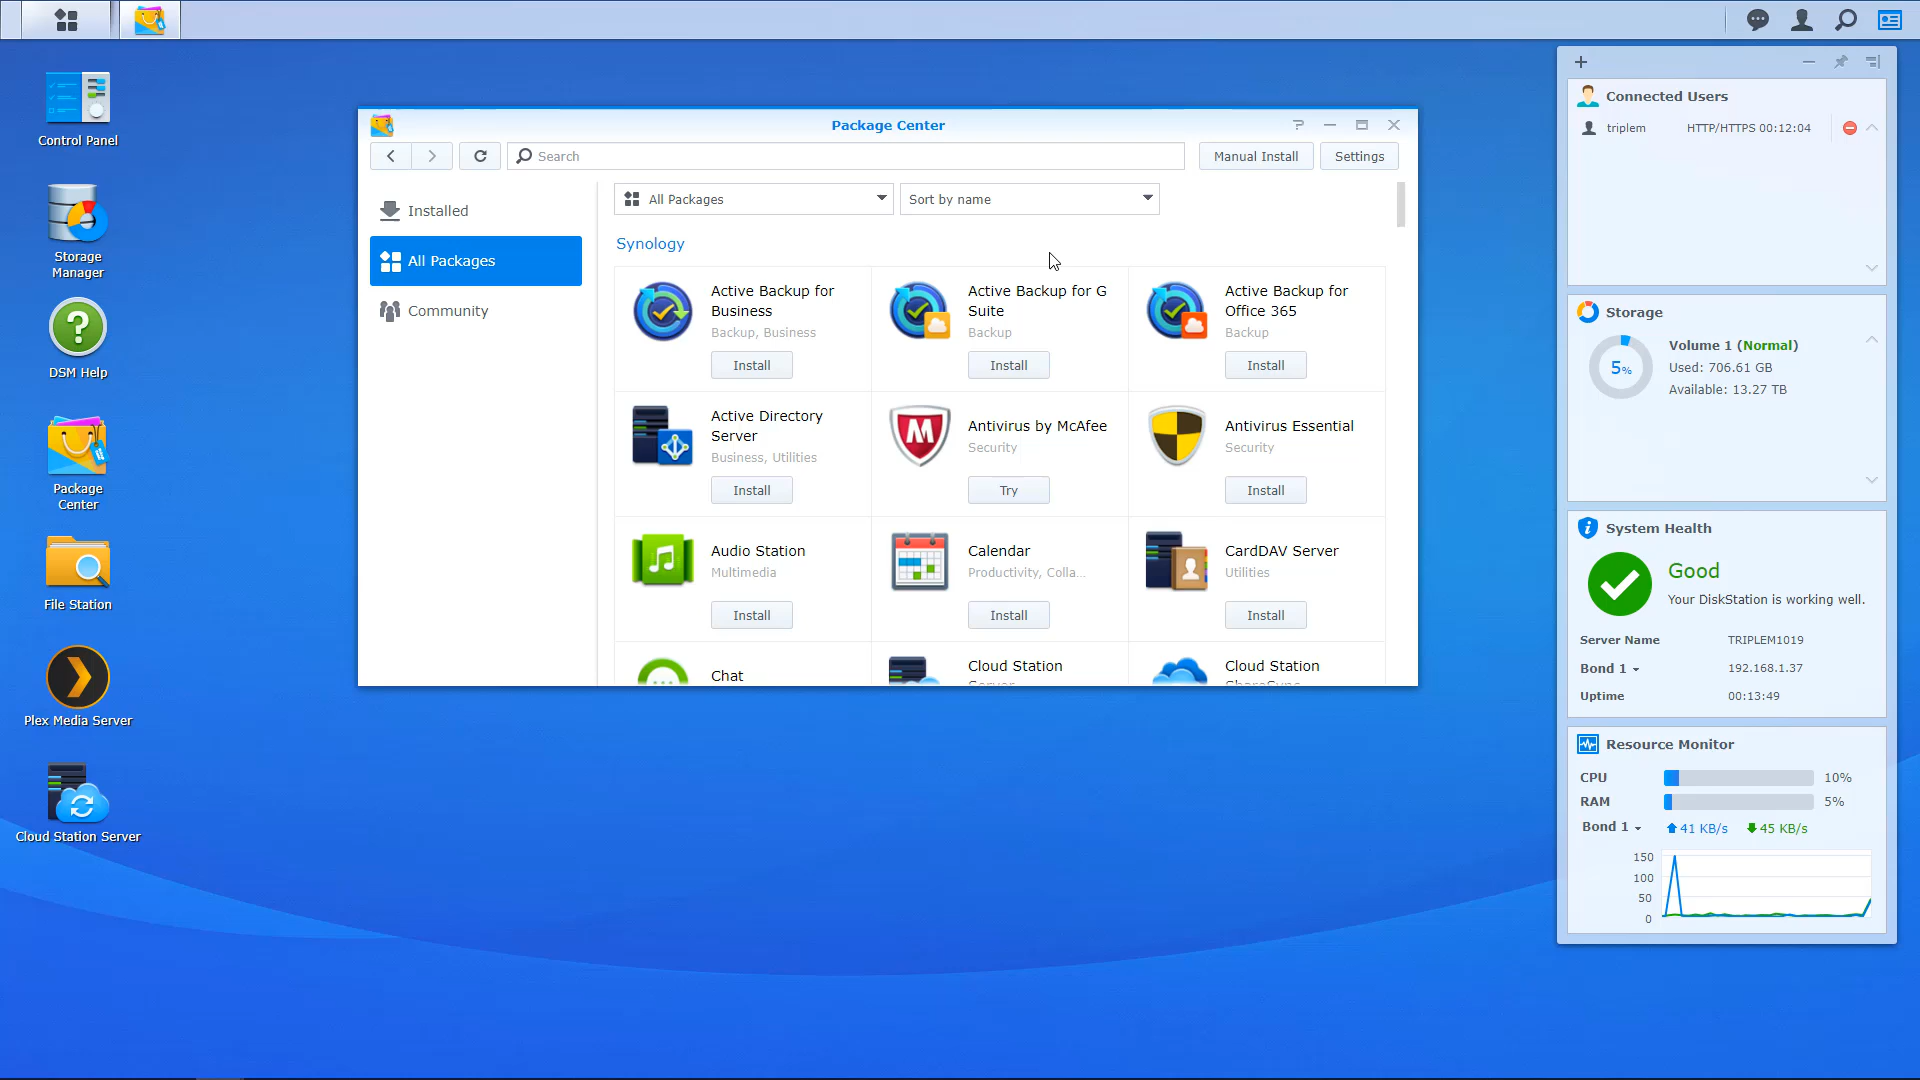 Control Panel
Storage
Manager
DSM Help
Package
Center
File Station
Plex Media Server
Cloud Station Server
Package Center
Search
Manual Install
Settings
Installed
All Packages
Community
All Packages
Sort by name
Synology
Active Backup for
Business
Backup, Business
Install
Active Backup for G
Suite
Backup
Install
Active Backup for
Office 365
Backup
Install
Active Directory
Server
Business, Utilities
Install
Antivirus by McAfee
Security
Try
Antivirus Essential
Security
Install
Audio Station
Multimedia
Install
Calendar
Productivity, Colla...
Install
CardDAV Server
Utilities
Install
Chat
Cloud Station
Server
Cloud Station
ShareSync
Connected Users
triplem HTTP/HTTPS 00:12:04
Storage
5%
Volume 1 (Normal)
Used: 706.61 GB
Available: 13.27 TB
System Health
Good
Your DiskStation is working well.
Server Name TRIPLEM1019
Bond 1 192.168.1.37
Uptime 00:13:49
Resource Monitor
CPU 10%
RAM 5%
Bond 1 41 KB/s 45 KB/s
150
100
50
0